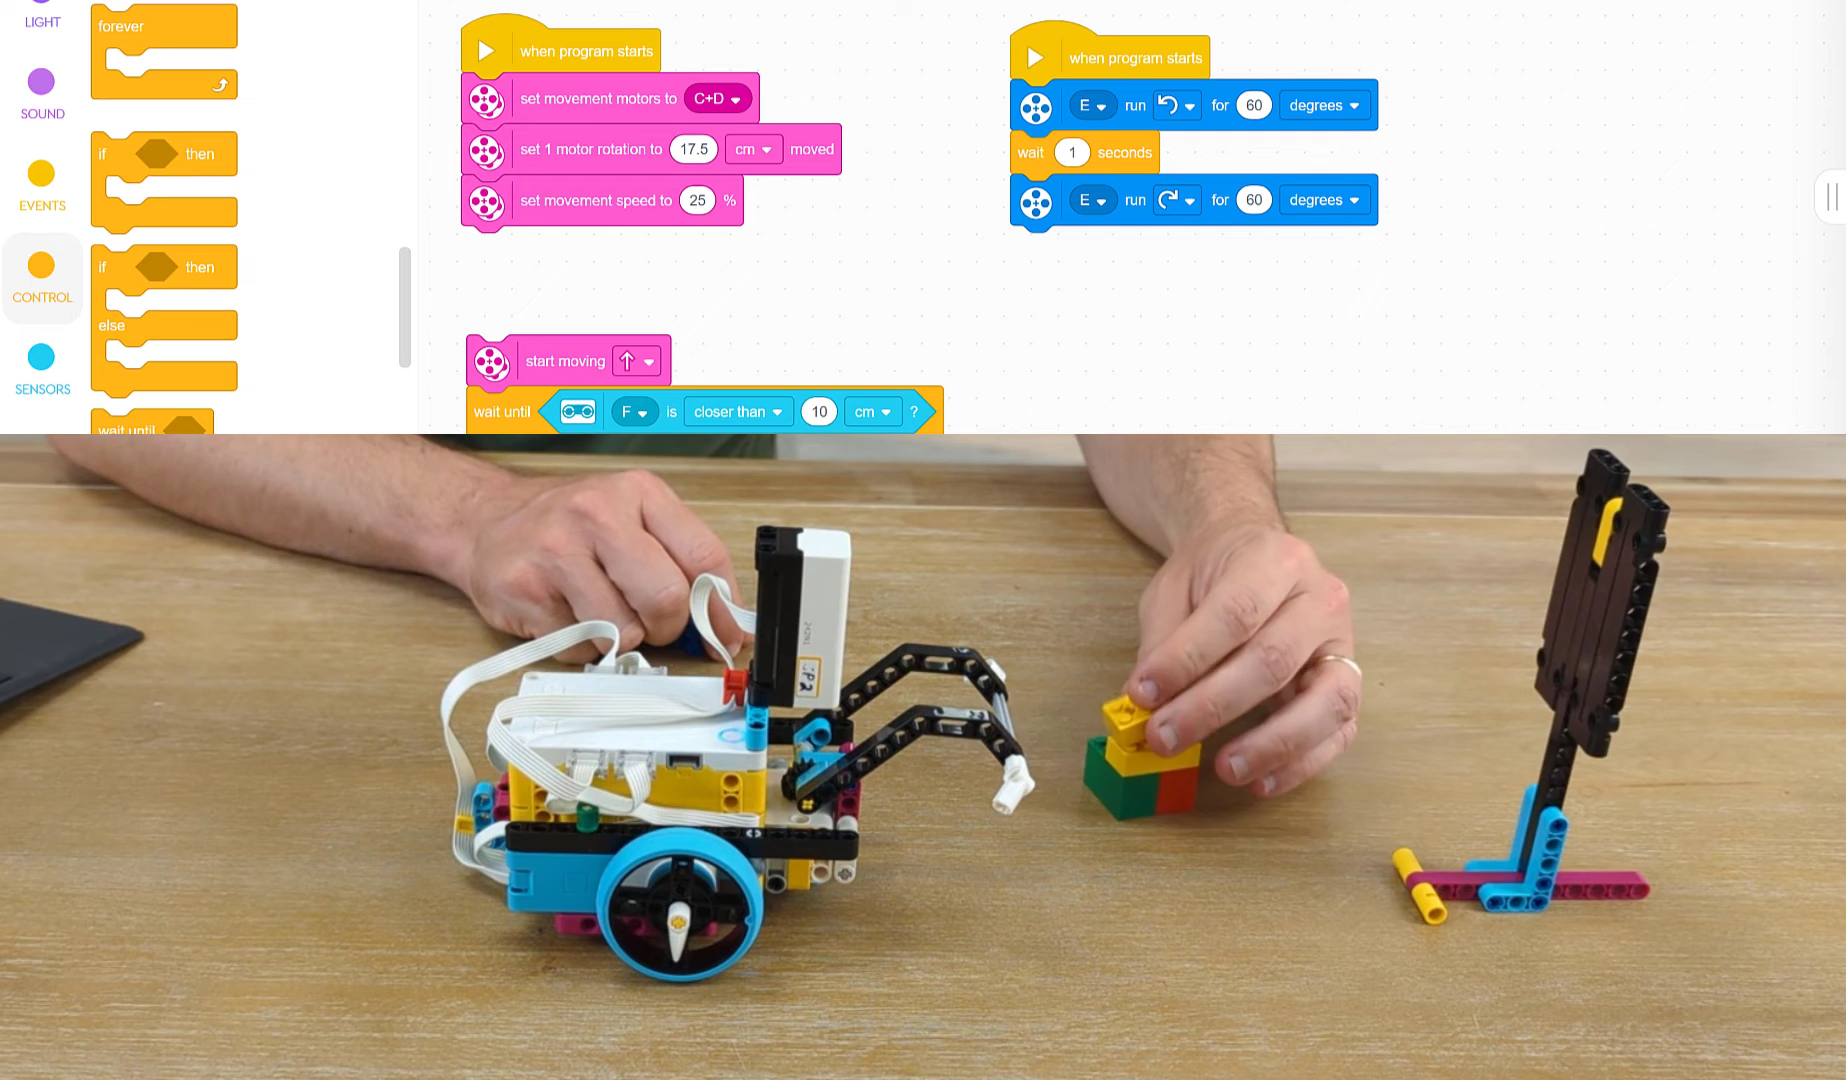 LIGHT
SOUND
EVENTS
CONTROL
SENSORS
forever
if then
if then
else
wait until
when program starts
set movement motors to C+D
set 1 motor rotation to 17.5 cm moved
set movement speed to 25 %
start moving
wait until F is closer than 10 cm ?
when program starts
E run for 60 degrees
wait 1 seconds
E run for 60 degrees